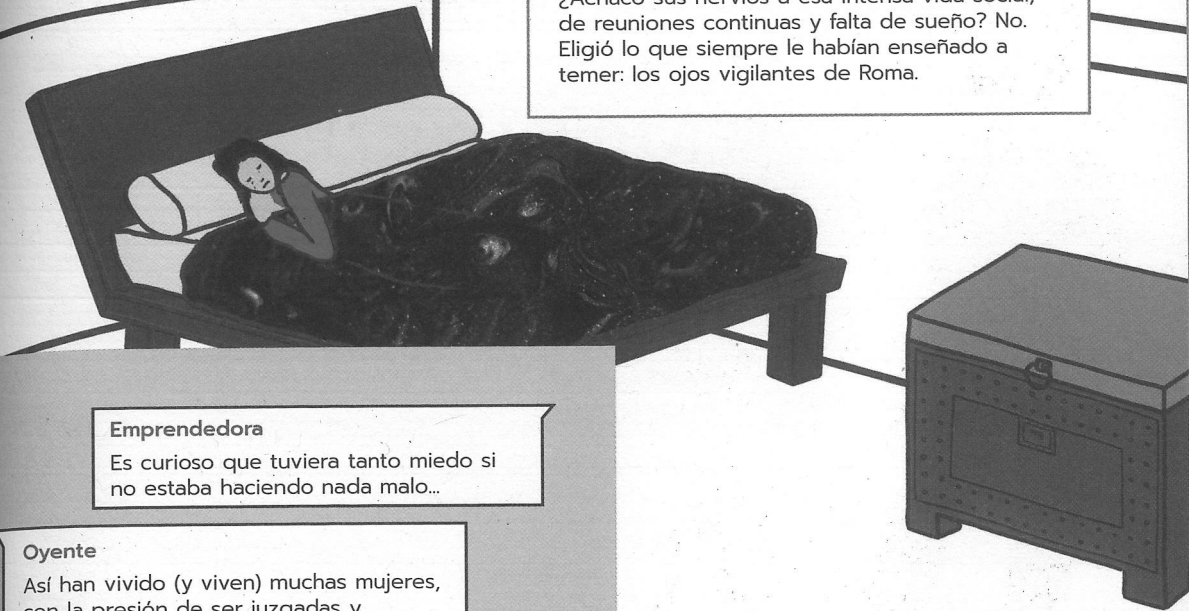 ¿Achacó sus nervios a esa intensa vida social,
de reuniones continuas y falta de sueño? No.
Eligió lo que siempre le habían enseñado a
temer: los ojos vigilantes de Roma.
Emprendedora
Es curioso que tuviera tanto miedo si
no estaba haciendo nada malo...
Oyente
Así han vivido (y viven) muchas mujeres,
con la presión de ser juzgadas y